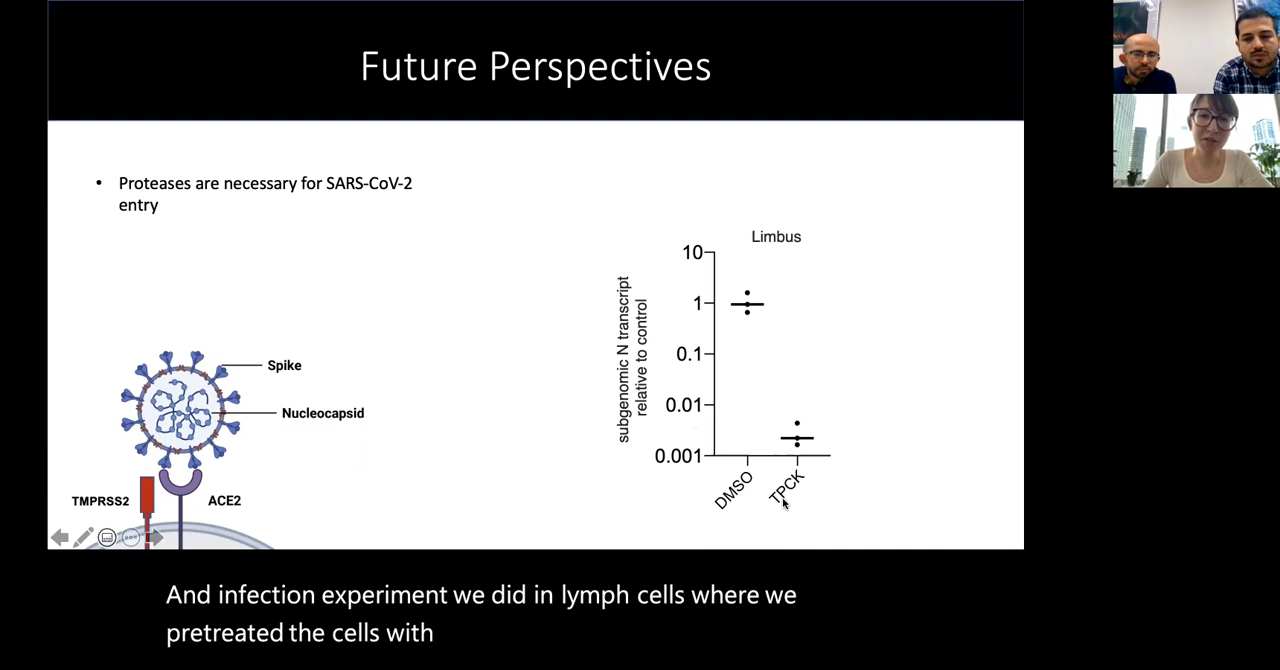 Future Perspectives
• Proteases are necessary for SARS-CoV-2
entry
Spike
Nucleocapsid
TMPRSS2
ACE2
Limbus
subgenomic N transcript
relative to control
10
1
0.1
0.01
0.001
DMSO
TPCK
And infection experiment we did in lymph cells where we
pretreated the cells with